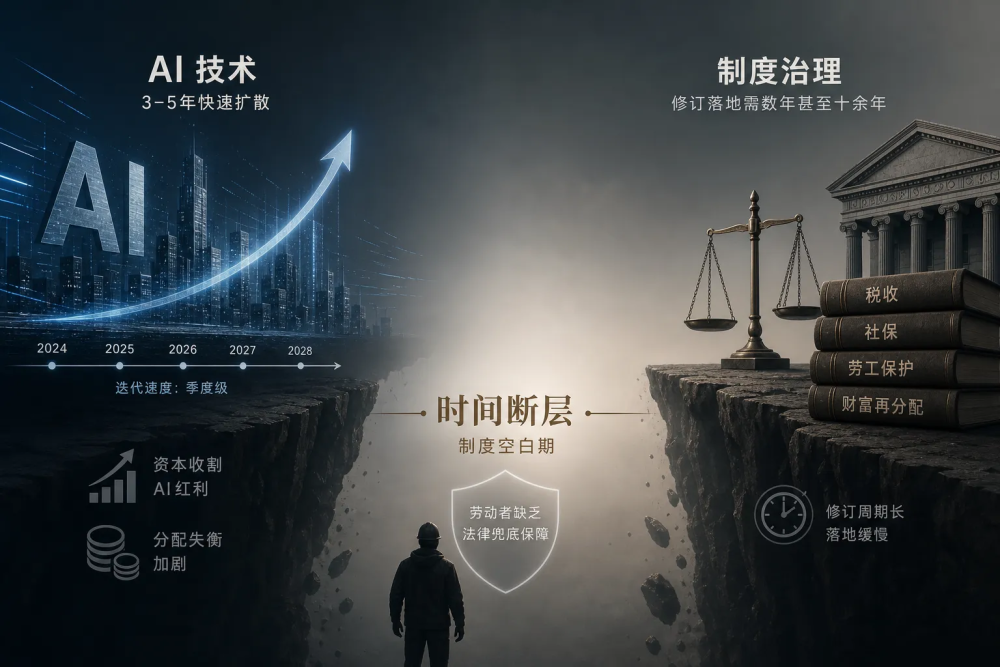 AI 技术
3–5年快速扩散
AI
2024
2025
2026
2027
2028
迭代速度：季度级
资本收割
AI红利
分配失衡
加剧
时间断层
制度空白期
劳动者缺乏
法律兜底保障
制度治理
修订落地需数年甚至十余年
税收
社保
劳工保护
财富再分配
修订周期长
落地缓慢